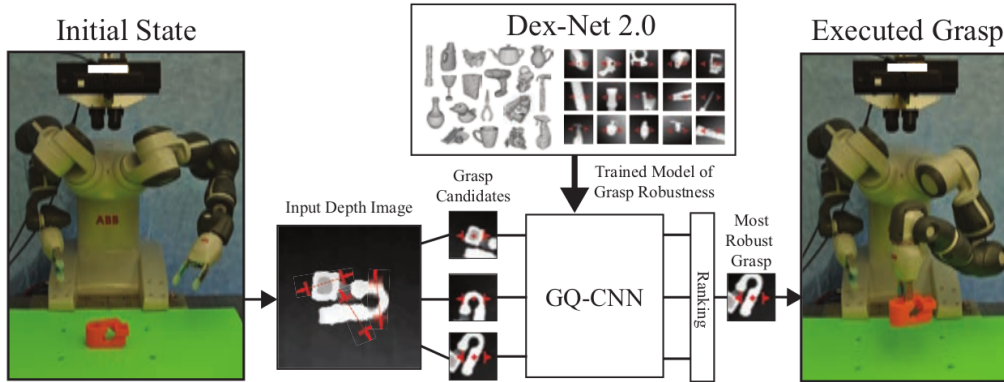 Initial State
Dex-Net 2.0
Executed Grasp
Trained Model of
Grasp Robustness
Grasp
Candidates
Input Depth Image
Most
Robust
Grasp
ABB
GQ-CNN
Ranking